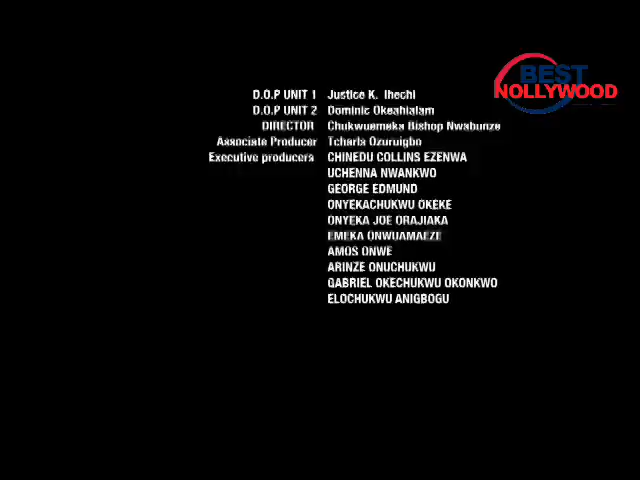 BEST
NOLLYWOOD
D.O.P UNIT 1 Justice K. Ihechi
D.O.P UNIT 2 Dominic Okeahialam
DIRECTOR Chukwuemeka Bishop Nwabunze
Associate Producer Tcharla Ozuruigbo
Executive producers CHINEDU COLLINS EZENWA
UCHENNA NWANKWO
GEORGE EDMUND
ONYEKACHUKWU OKEKE
ONYEKA JOE ORAJIAKA
EMEKA ONWUAMAEZE
AMOS ONWE
ARINZE ONUCHUKWU
GABRIEL OKECHUKWU OKONKWO
ELOCHUKWU ANIGBOGU